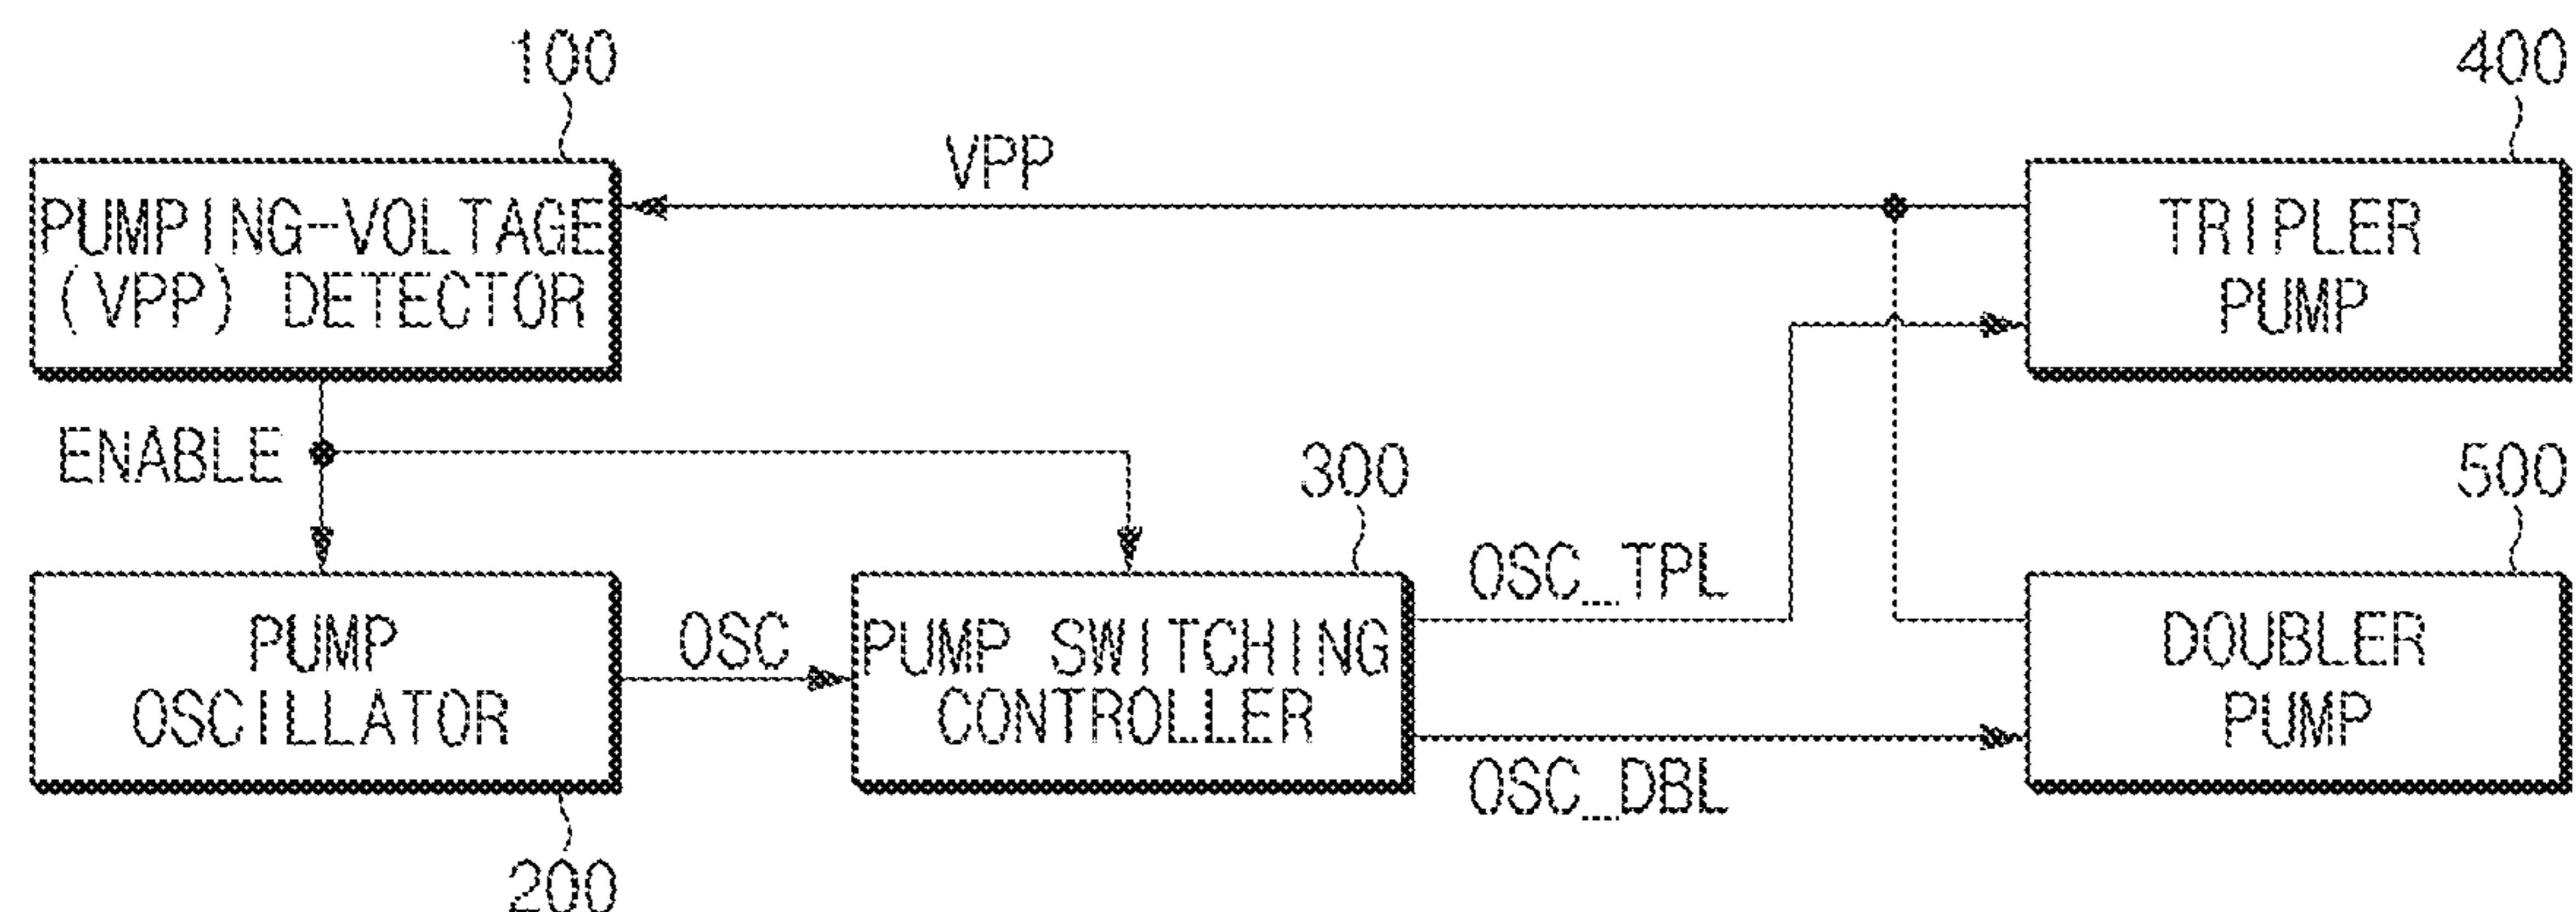 100
400
VPP
PUMPING-VOLTAGE
(VPP) DETECTOR
TRIPLER
PUMP
ENABLE
300
500
OSC_TPL
PUMP
OSCILLATOR
OSC
PUMP SWITCHING
CONTROLLER
DOUBLER
PUMP
OSC_DBL
200